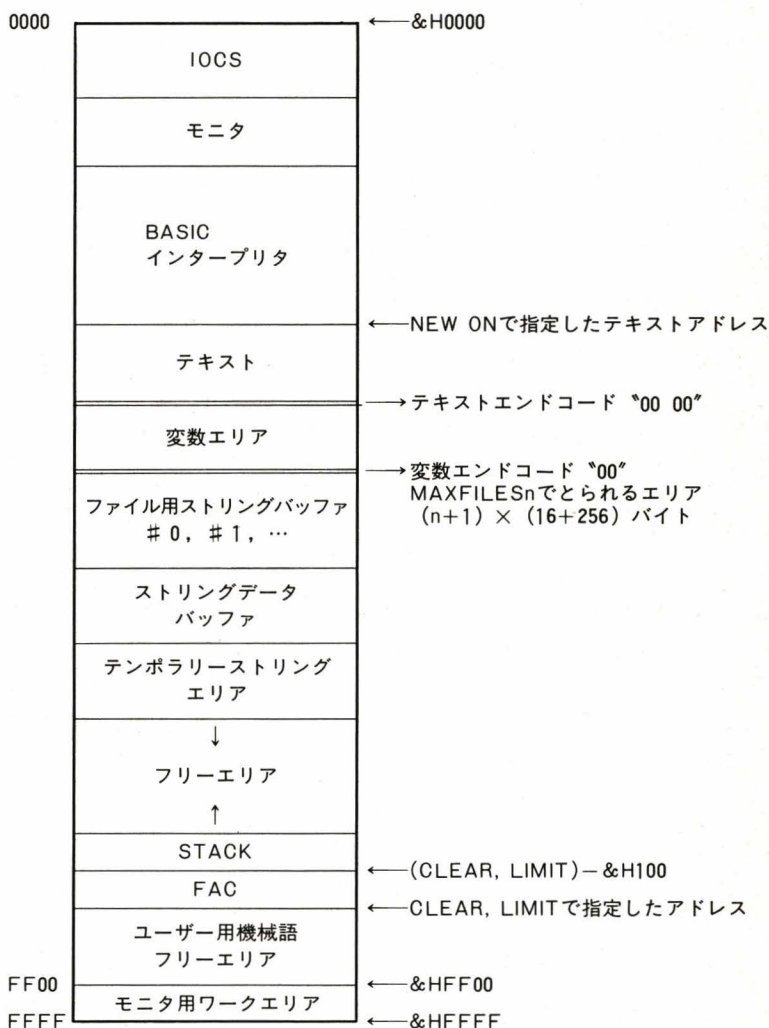 0000
←&H0000
IOCS
モニタ
BASIC
インタープリタ
←NEW ONで指定したテキストアドレス
テキスト
→テキストエンドコード〝00 00″
変数エリア
→変数エンドコード〝00″
MAXFILESnでとられるエリア
(n+1)×(16+256)バイト
ファイル用ストリングバッファ
#0, #1, …
ストリングデータ
バッファ
テンポラリーストリング
エリア
↓
フリーエリア
↑
STACK
←(CLEAR, LIMIT)−&H100
FAC
←CLEAR, LIMITで指定したアドレス
ユーザー用機械語
フリーエリア
FF00
←&HFF00
モニタ用ワークエリア
FFFF
←&HFFFF